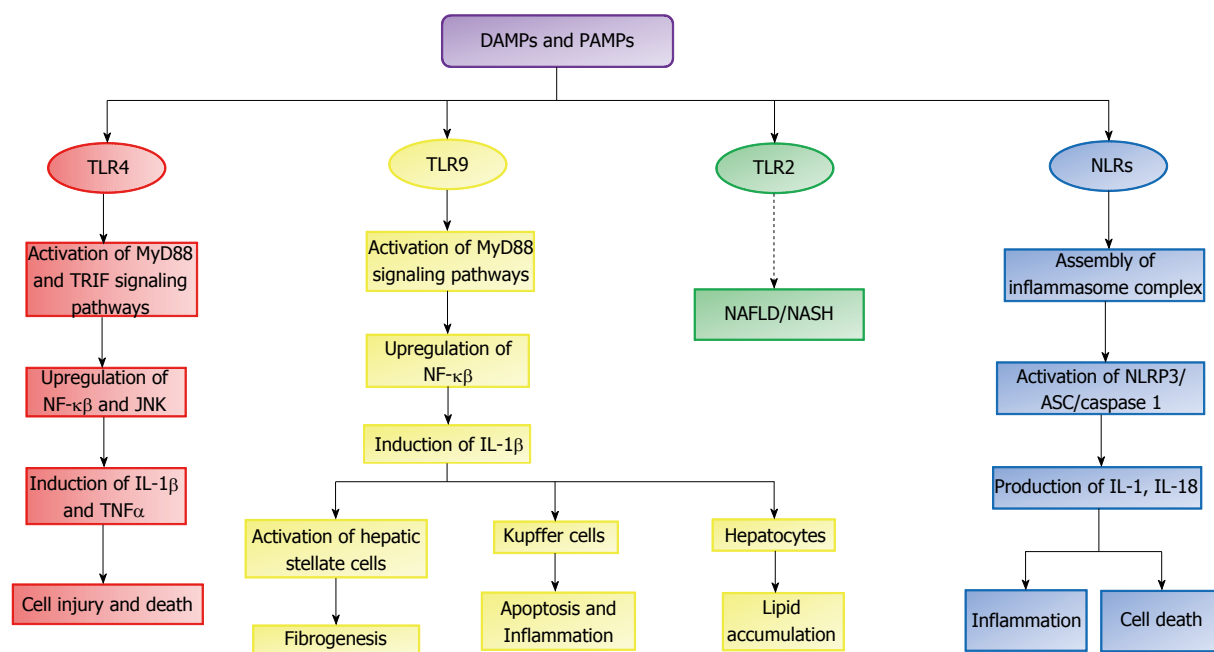 DAMPs and PAMPs
TLR4
TLR9
TLR2
NLRs
Activation of MyD88
and TRIF signaling
pathways
Upregulation of
NF-κβ and JNK
Induction of IL-1β
and TNFα
Cell injury and death
Activation of MyD88
signaling pathways
Upregulation of
NF-κβ
Induction of IL-1β
Activation of hepatic
stellate cells
Fibrogenesis
Kupffer cells
Apoptosis and
Inflammation
Hepatocytes
Lipid
accumulation
NAFLD/NASH
Assembly of
inflammasome complex
Activation of NLRP3/
ASC/caspase 1
Production of IL-1, IL-18
Inflammation
Cell death